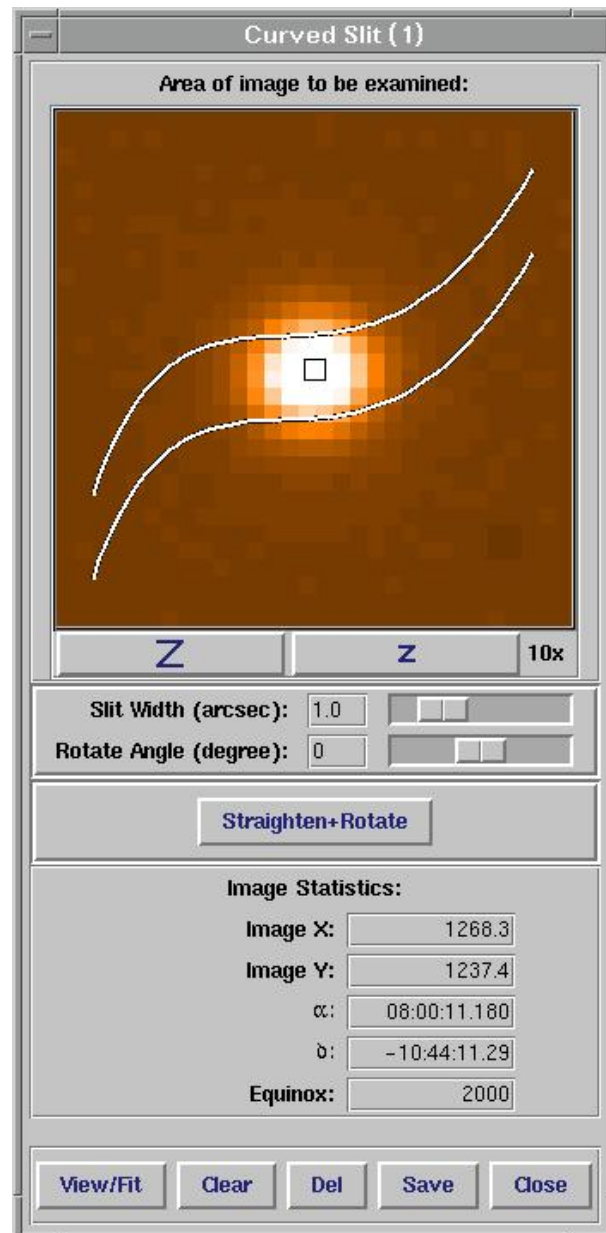 Curved Slit (1)
Area of image to be examined:
Z z 10x
Slit Width (arcsec): 1.0
Rotate Angle (degree): 0
Straighten+Rotate
Image Statistics:
Image X: 1268.3
Image Y: 1237.4
α: 08:00:11.180
δ: -10:44:11.29
Equinox: 2000
View/Fit Clear Del Save Close